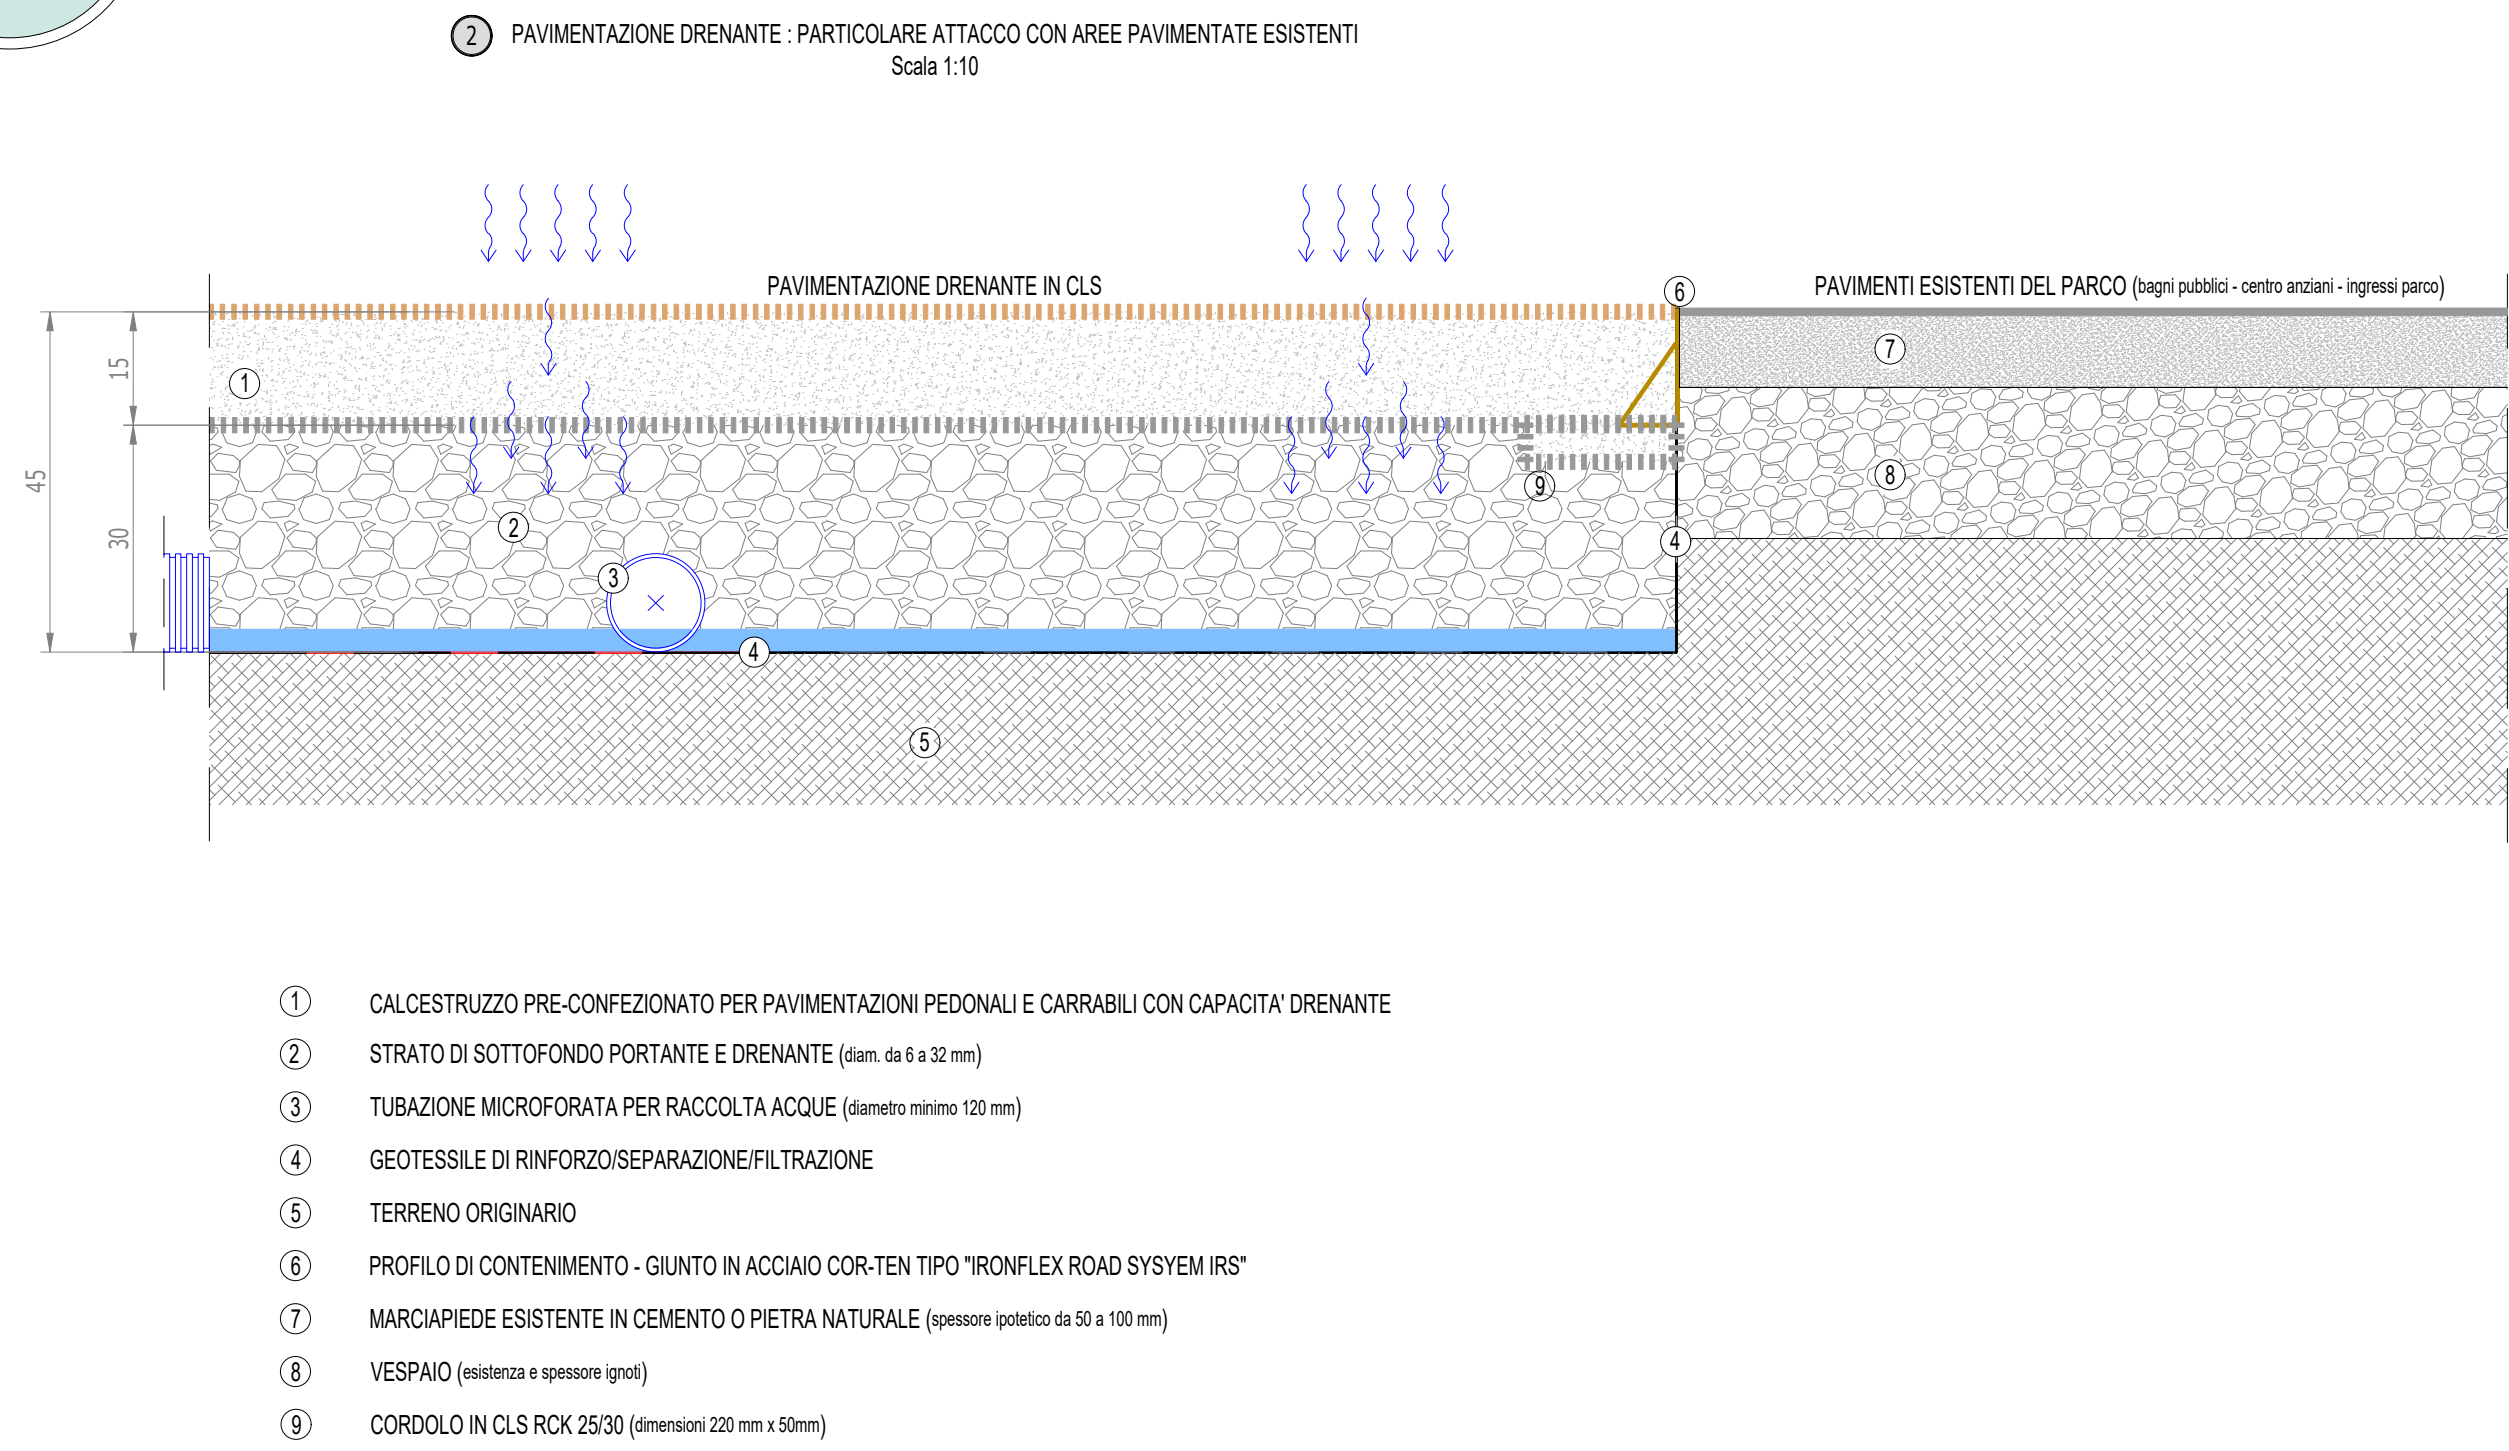 2 PAVIMENTAZIONE DRENANTE : PARTICOLARE ATTACCO CON AREE PAVIMENTATE ESISTENTI
Scala 1:10
PAVIMENTAZIONE DRENANTE IN CLS
6
PAVIMENTI ESISTENTI DEL PARCO (bagni pubblici - centro anziani - ingressi parco)
15
1
7
45
30
2
9
8
3
4
4
5
1 CALCESTRUZZO PRE-CONFEZIONATO PER PAVIMENTAZIONI PEDONALI E CARRABILI CON CAPACITA' DRENANTE
2 STRATO DI SOTTOFONDO PORTANTE E DRENANTE (diam. da 6 a 32 mm)
3 TUBAZIONE MICROFORATA PER RACCOLTA ACQUE (diametro minimo 120 mm)
4 GEOTESSILE DI RINFORZO/SEPARAZIONE/FILTRAZIONE
5 TERRENO ORIGINARIO
6 PROFILO DI CONTENIMENTO - GIUNTO IN ACCIAIO COR-TEN TIPO "IRONFLEX ROAD SYSYEM IRS"
7 MARCIAPIEDE ESISTENTE IN CEMENTO O PIETRA NATURALE (spessore ipotetico da 50 a 100 mm)
8 VESPAIO (esistenza e spessore ignoti)
9 CORDOLO IN CLS RCK 25/30 (dimensioni 220 mm x 50mm)